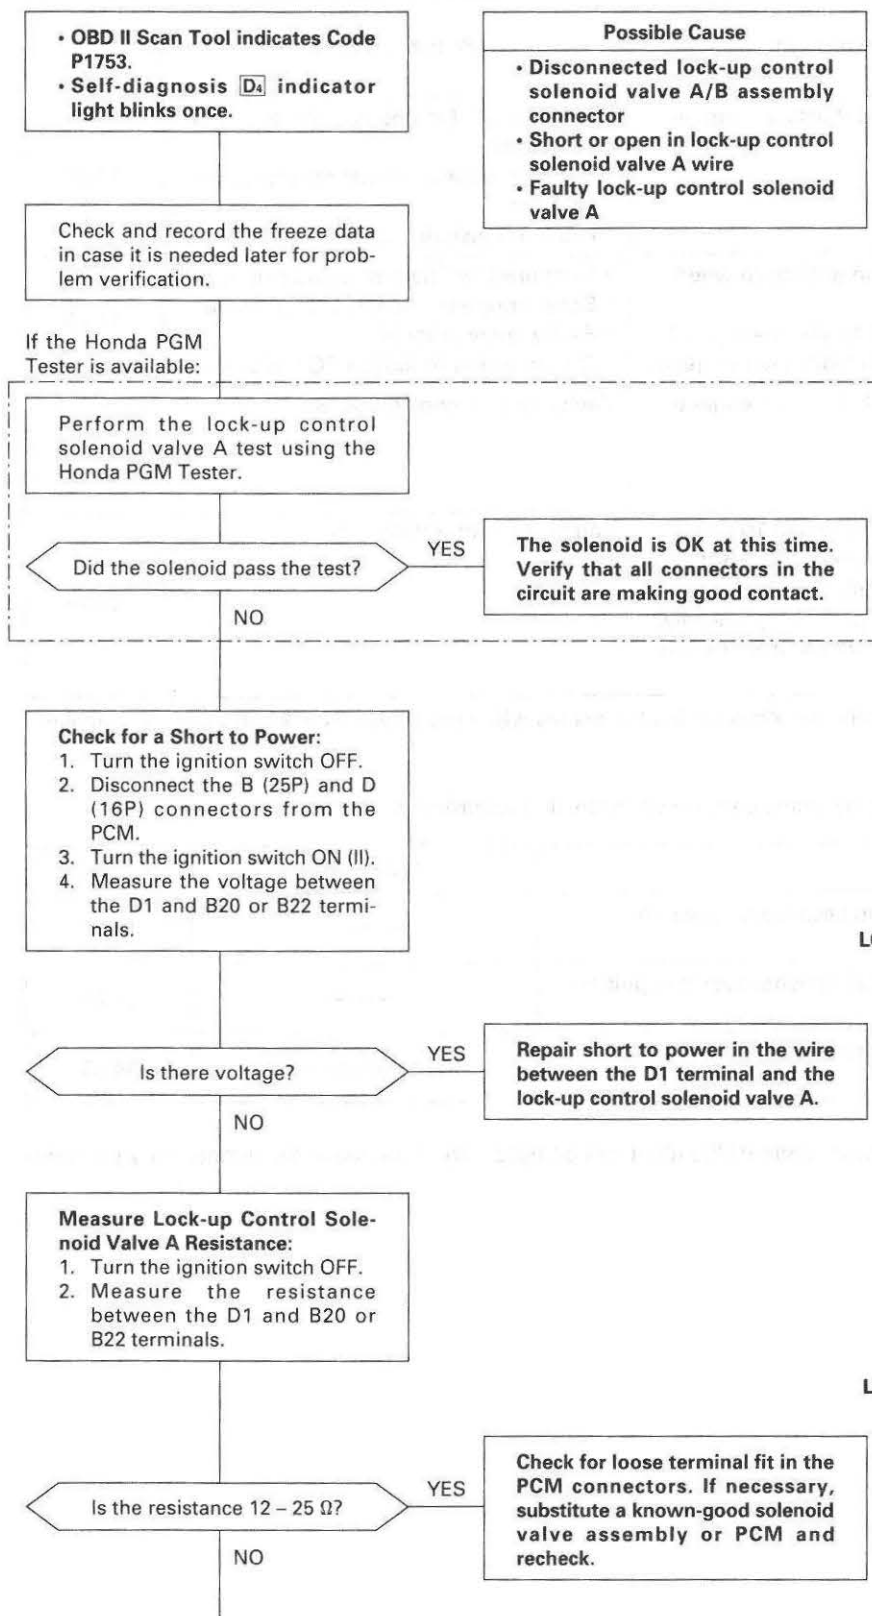 • OBD II Scan Tool indicates Code
P1753.
• Self-diagnosis D4 indicator
light blinks once.
Possible Cause
• Disconnected lock-up control
solenoid valve A/B assembly
connector
• Short or open in lock-up control
solenoid valve A wire
• Faulty lock-up control solenoid
valve A
Check and record the freeze data
in case it is needed later for prob-
lem verification.
If the Honda PGM
Tester is available:
Perform the lock-up control
solenoid valve A test using the
Honda PGM Tester.
Did the solenoid pass the test?
YES
The solenoid is OK at this time.
Verify that all connectors in the
circuit are making good contact.
NO
Check for a Short to Power:
1. Turn the ignition switch OFF.
2. Disconnect the B (25P) and D
(16P) connectors from the
PCM.
3. Turn the ignition switch ON (II).
4. Measure the voltage between
the D1 and B20 or B22 termi-
nals.
Is there voltage?
YES
Repair short to power in the wire
between the D1 terminal and the
lock-up control solenoid valve A.
NO
Measure Lock-up Control Sole-
noid Valve A Resistance:
1. Turn the ignition switch OFF.
2. Measure the resistance
between the D1 and B20 or
B22 terminals.
Is the resistance 12 – 25 Ω?
YES
Check for loose terminal fit in the
PCM connectors. If necessary,
substitute a known-good solenoid
valve assembly or PCM and
recheck.
NO